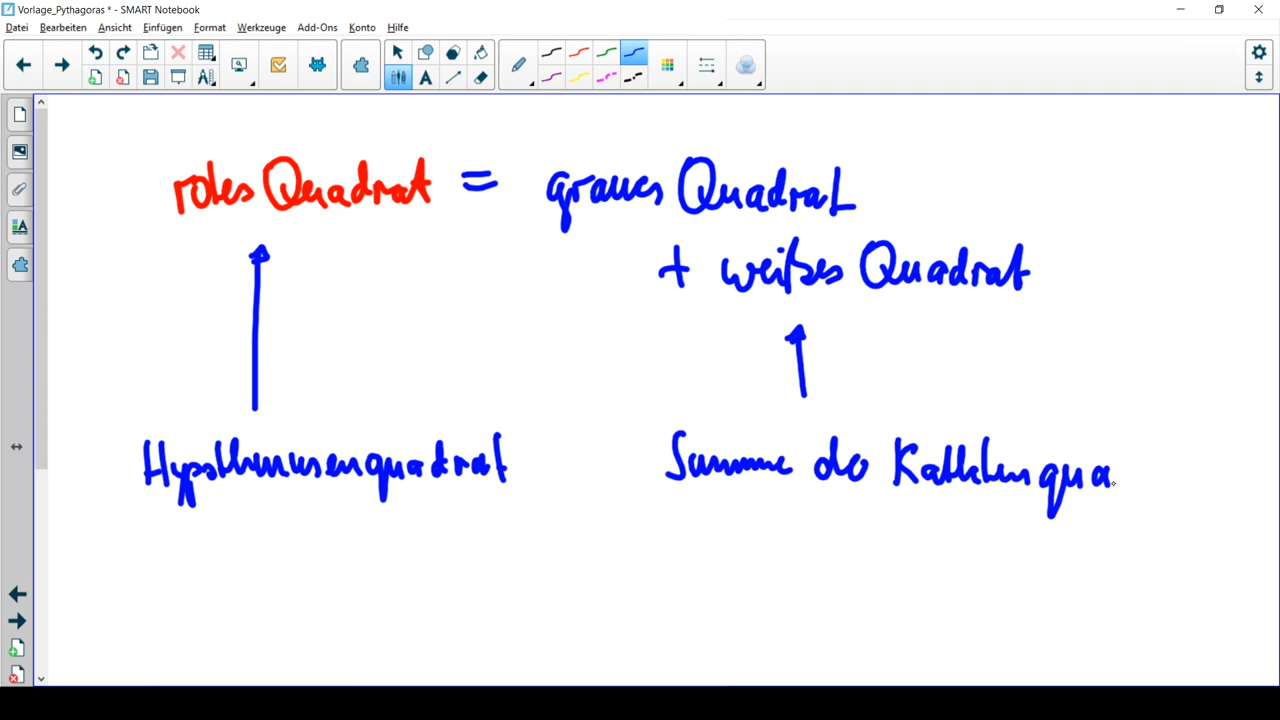 Vorlage_Pythagoras * - SMART Notebook
Datei Bearbeiten Ansicht Einfügen Format Werkzeuge Add-Ons Konto Hilfe
rotes Quadrat = graues Quadrat
+ weißes Quadrat
Hypothenusenquadrat Summe der Kathetenqua